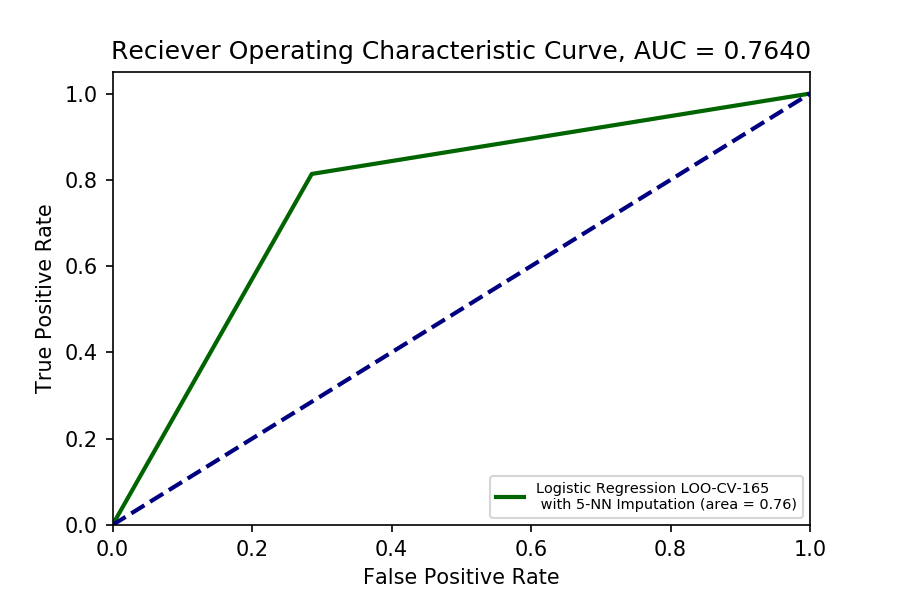 Reciever Operating Characteristic Curve, AUC = 0.7640
1.0
0.8
0.6
0.4
0.2
0.0
True Positive Rate
0.0 0.2 0.4 0.6 0.8 1.0
False Positive Rate
Logistic Regression LOO-CV-165
with 5-NN Imputation (area = 0.76)